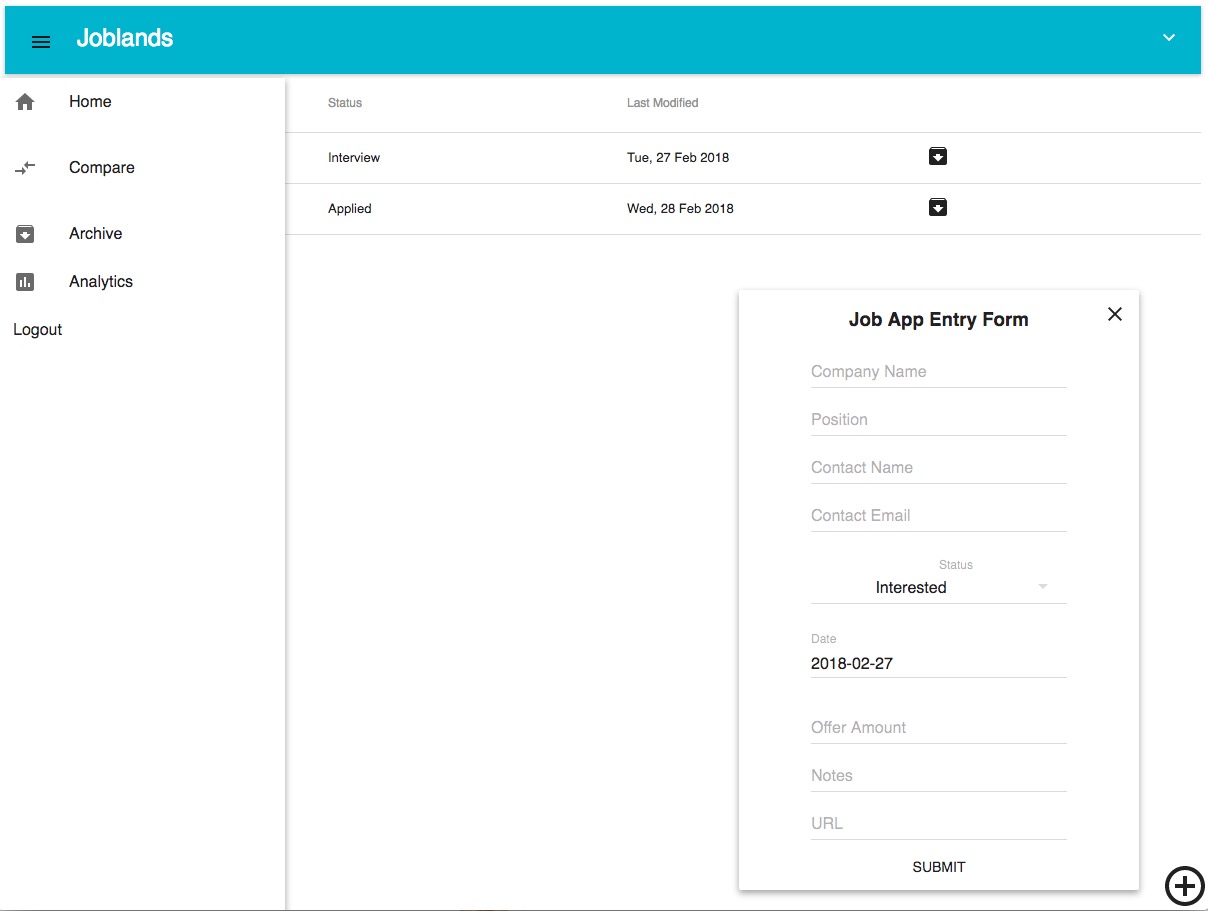 Joblands
Home
Compare
Archive
Analytics
Logout
Status Last Modified
Interview Tue, 27 Feb 2018
Applied Wed, 28 Feb 2018
Job App Entry Form
Company Name
Position
Contact Name
Contact Email
Status
Interested
Date
2018-02-27
Offer Amount
Notes
URL
SUBMIT